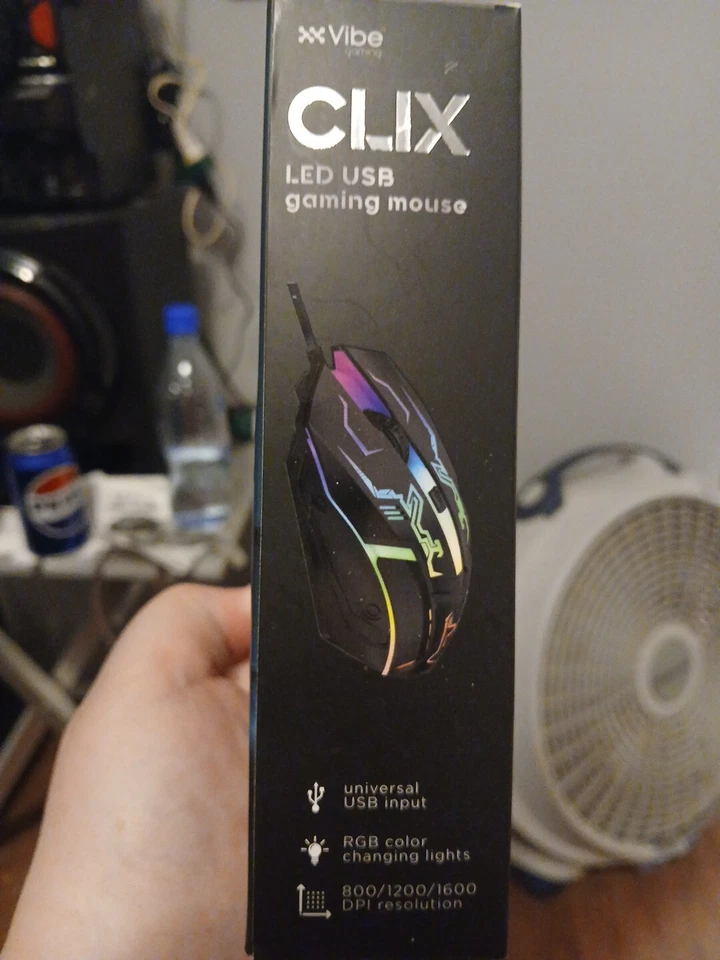 Vibe
gaming
CLIX
LED USB
gaming mouse
universal
USB input
RGB color
changing lights
800/1200/1600
DPI resolution
pepsi